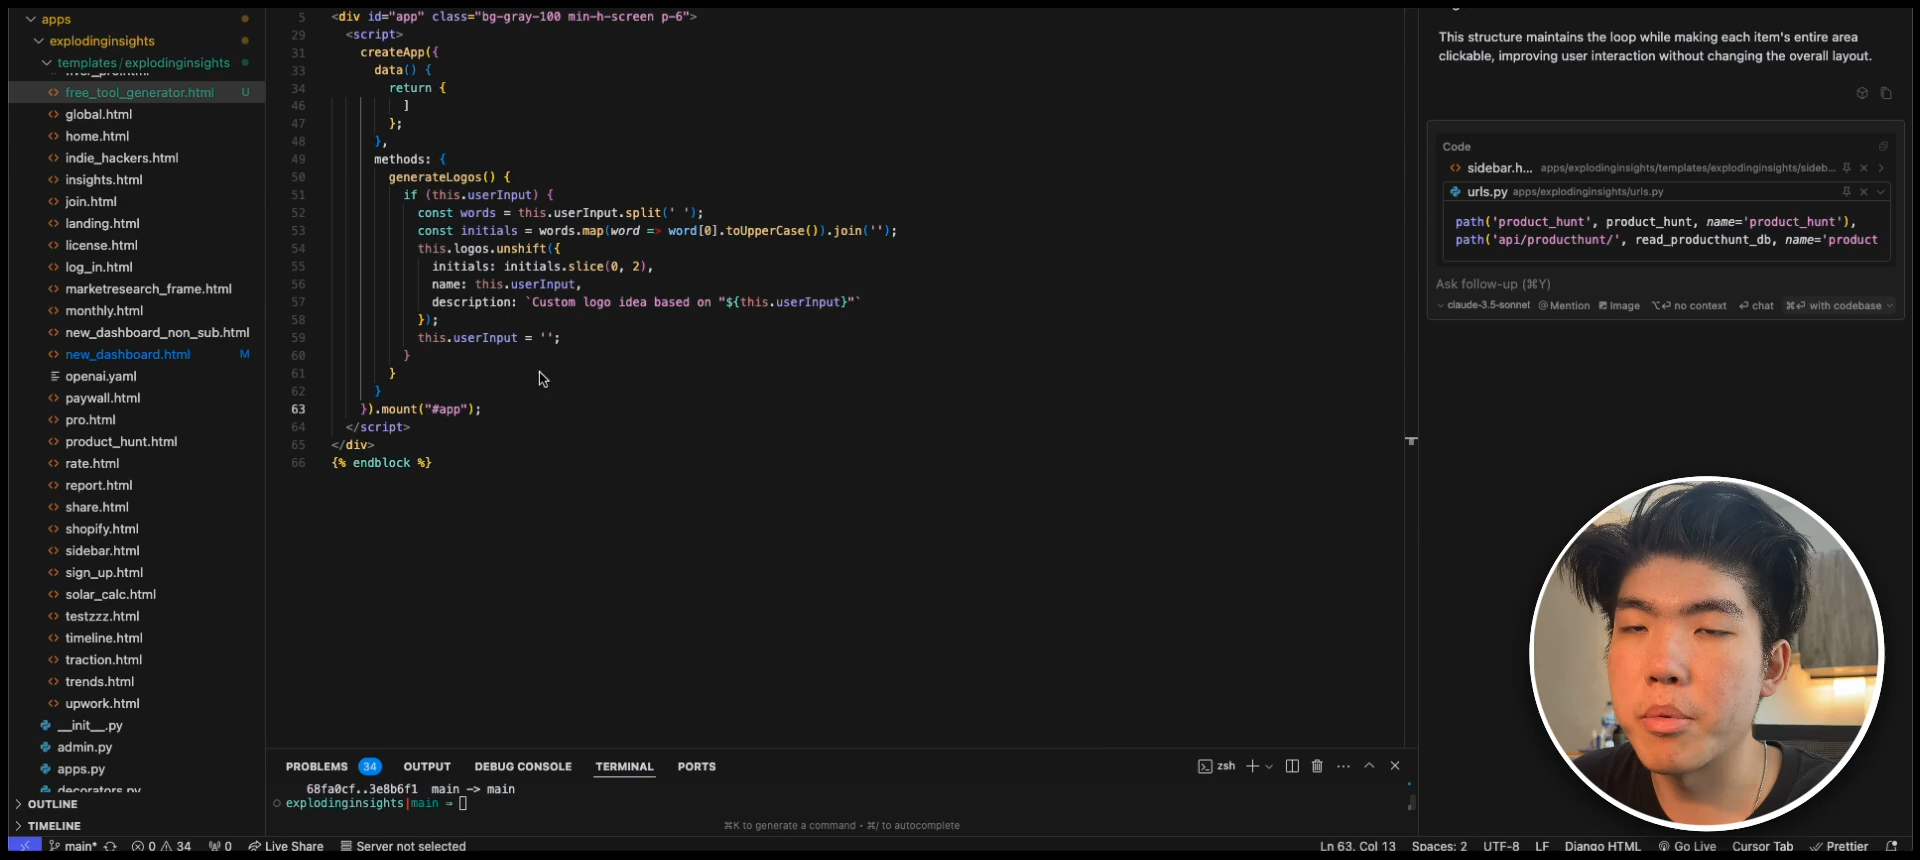 apps
explodinginsights
templates/explodinginsights
free_tool_generator.html U
global.html
home.html
indie_hackers.html
insights.html
join.html
landing.html
license.html
log_in.html
marketresearch_frame.html
monthly.html
new_dashboard_non_sub.html
new_dashboard.html M
openai.yaml
paywall.html
pro.html
product_hunt.html
rate.html
report.html
share.html
shopify.html
sidebar.html
sign_up.html
solar_calc.html
testzzz.html
timeline.html
traction.html
trends.html
upwork.html
__init__.py
admin.py
apps.py
decorators.py
OUTLINE
TIMELINE
5 <div id="app" class="bg-gray-100 min-h-screen p-6">
29 <script>
31 createApp({
33 data() {
34 return {
46 ]
47 };
48 },
49 methods: {
50 generateLogos() {
51 if (this.userInput) {
52 const words = this.userInput.split(' ');
53 const initials = words.map(word => word[0].toUpperCase()).join('');
54 this.logos.unshift({
55 initials: initials.slice(0, 2),
56 name: this.userInput,
57 description: `Custom logo idea based on "${this.userInput}"`
58 });
59 this.userInput = '';
60 }
61 }
62 }
63 }).mount("#app");
64 </script>
65 </div>
66 {% endblock %}
PROBLEMS 34 OUTPUT DEBUG CONSOLE TERMINAL PORTS zsh
68fa0cf..3e8b6f1 main -> main
explodinginsights|main ⇒
⌘K to generate a command • ⌘/ to autocomplete
This structure maintains the loop while making each item's entire area
clickable, improving user interaction without changing the overall layout.
Code
sidebar.h... apps/explodinginsights/templates/explodinginsights/sideb...
urls.py apps/explodinginsights/urls.py
path('product_hunt', product_hunt, name='product_hunt'),
path('api/producthunt/', read_producthunt_db, name='product
Ask follow-up (⌘Y)
claude-3.5-sonnet @ Mention Image ⌥⏎ no context ⏎ chat ⌘⏎ with codebase
main* 0 34 0 Live Share Server not selected Ln 63, Col 13 Spaces: 2 UTF-8 LF Django HTML Go Live Cursor Tab Prettier